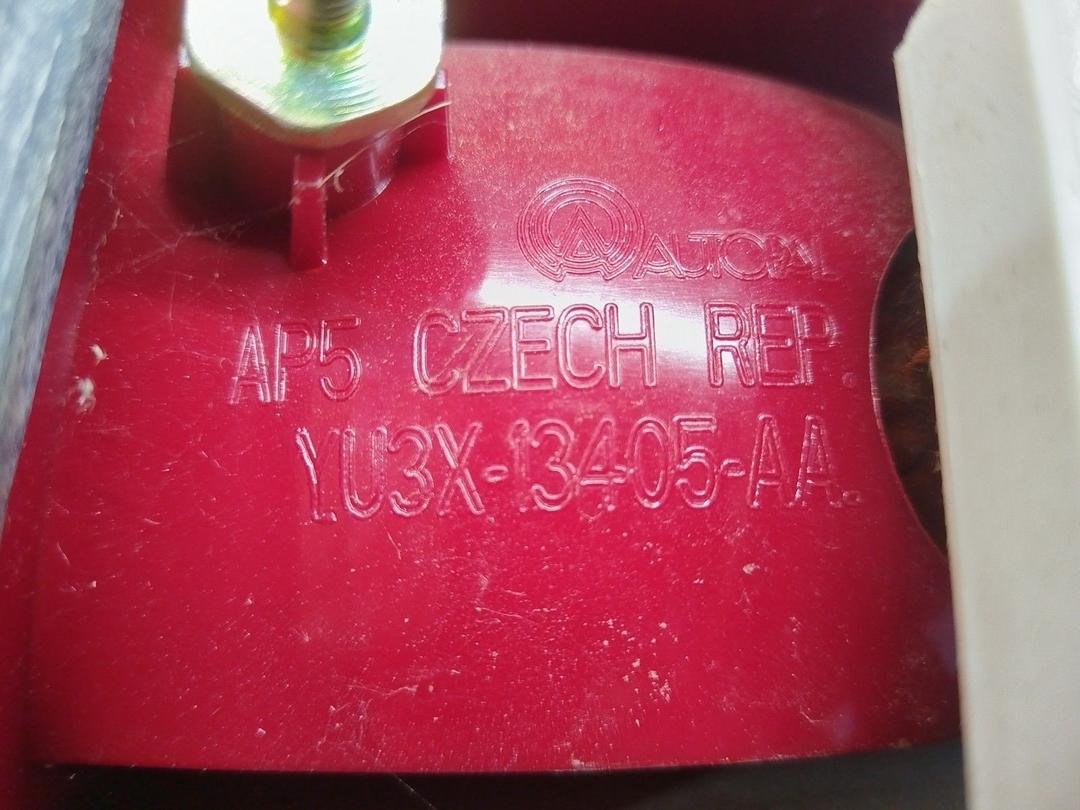 AUTOPAL
AP5 CZECH REP.
YU3X-13405-AA.